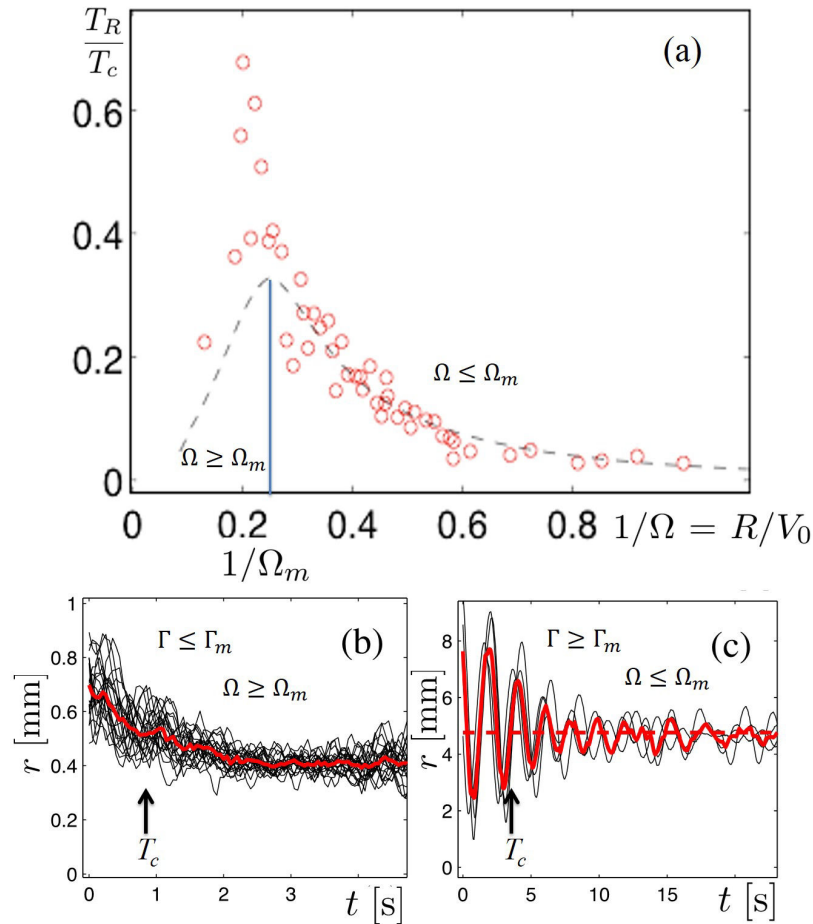 T_R
T_c
(a)
0.6
0.4
0.2
0
Ω ≤ Ω_m
Ω ≥ Ω_m
0 0.2 0.4 0.6 0.8 1/Ω = R/V_0
1/Ω_m
1
0.8
0.6
0.4
0.2
0
r [mm]
Γ ≤ Γ_m
(b)
Ω ≥ Ω_m
T_c
0 1 2 3 t [s]
8
6
4
2
0
r [mm]
Γ ≥ Γ_m
(c)
Ω ≤ Ω_m
T_c
0 5 10 15 t [s]